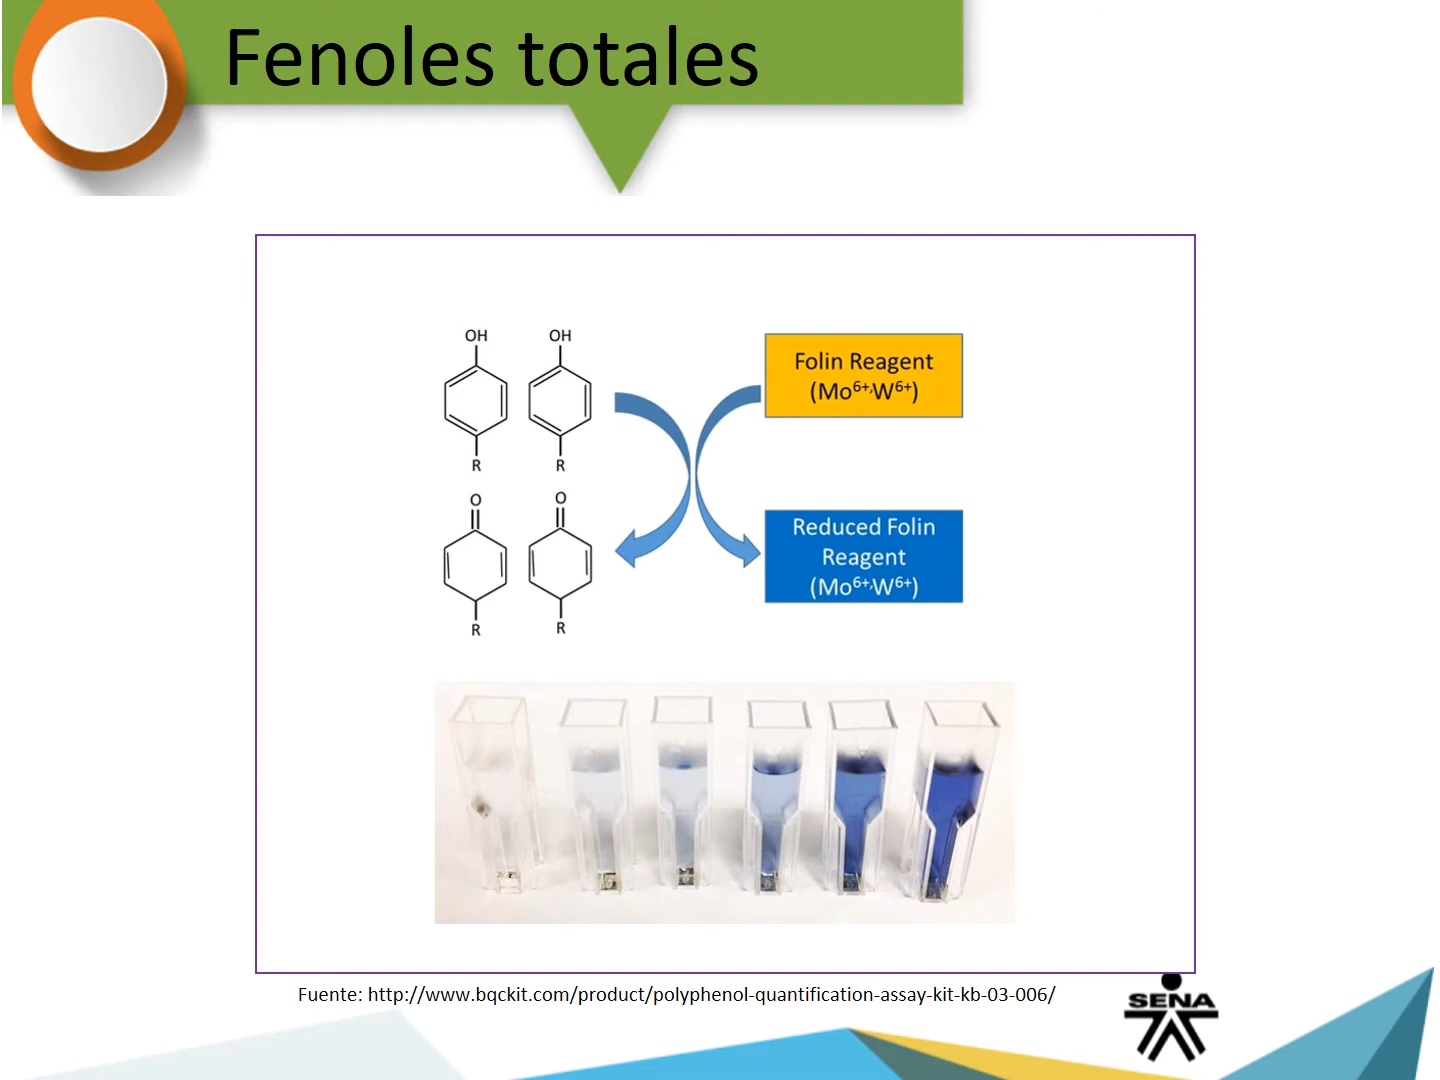 Fenoles totales
OH
OH
R
R
O
O
R
R
Folin Reagent
(Mo⁶⁺,W⁶⁺)
Reduced Folin
Reagent
(Mo⁶⁺,W⁶⁺)
Fuente: http://www.bqckit.com/product/polyphenol-quantification-assay-kit-kb-03-006/
SENA